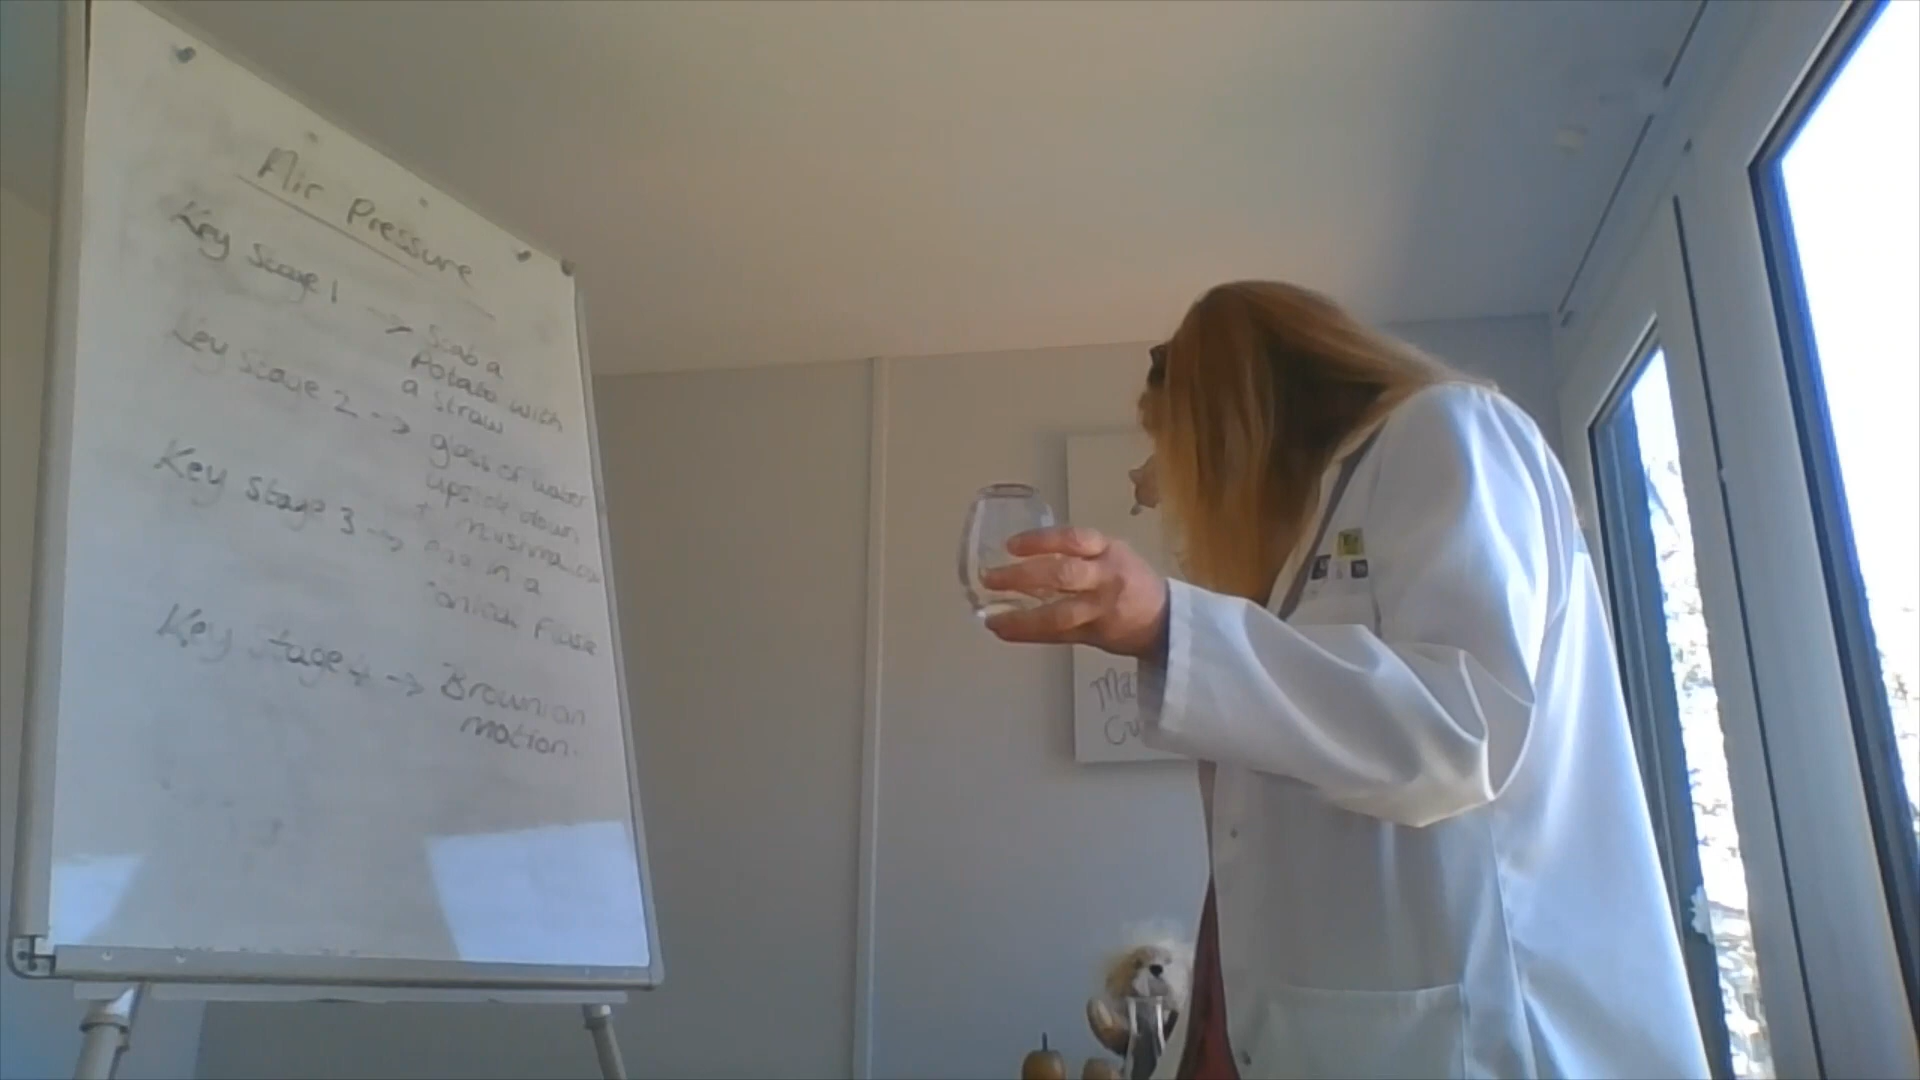 Air Pressure
Key Stage 1 → Stab a
Potato with
a straw
Key Stage 2 → glass of water
upside down
+
Key Stage 3 → egg in a
conical flask
Key Stage 4 → Brownian
motion.